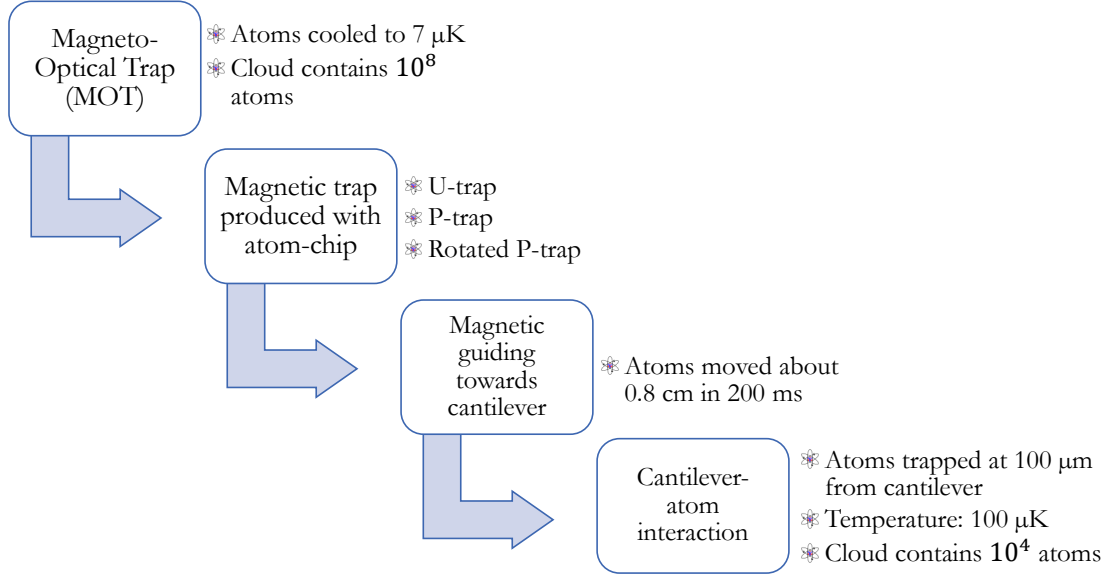 Magneto-
Optical Trap
(MOT)
Atoms cooled to 7 μK
Cloud contains 10⁸
atoms
Magnetic trap
produced with
atom-chip
U-trap
P-trap
Rotated P-trap
Magnetic
guiding
towards
cantilever
Atoms moved about
0.8 cm in 200 ms
Cantilever-
atom
interaction
Atoms trapped at 100 μm
from cantilever
Temperature: 100 μK
Cloud contains 10⁴ atoms